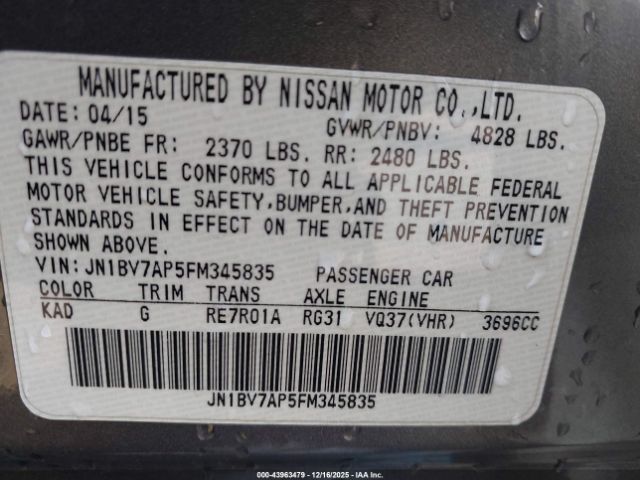 MANUFACTURED BY NISSAN MOTOR CO.,LTD.
DATE: 04/15 GVWR/PNBV: 4828 LBS.
GAWR/PNBE FR: 2370 LBS. RR: 2480 LBS.
THIS VEHICLE CONFORMS TO ALL APPLICABLE FEDERAL
MOTOR VEHICLE SAFETY,BUMPER,AND THEFT PREVENTION
STANDARDS IN EFFECT ON THE DATE OF MANUFACTURE
SHOWN ABOVE.
VIN:JN1BV7AP5FM345835 PASSENGER CAR
COLOR TRIM TRANS AXLE ENGINE
KAD G RE7R01A RG31 VQ37(VHR) 3696CC
JN1BV7AP5FM345835
000-43963479 - 12/16/2025 - IAA Inc.